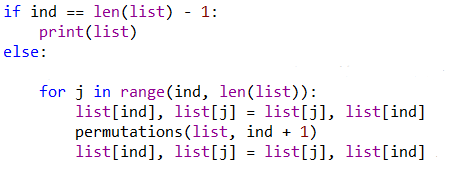 if ind == len(list) - 1:
    print(list)
else:

    for j in range(ind, len(list)):
        list[ind], list[j] = list[j], list[ind]
        permutations(list, ind + 1)
        list[ind], list[j] = list[j], list[ind]